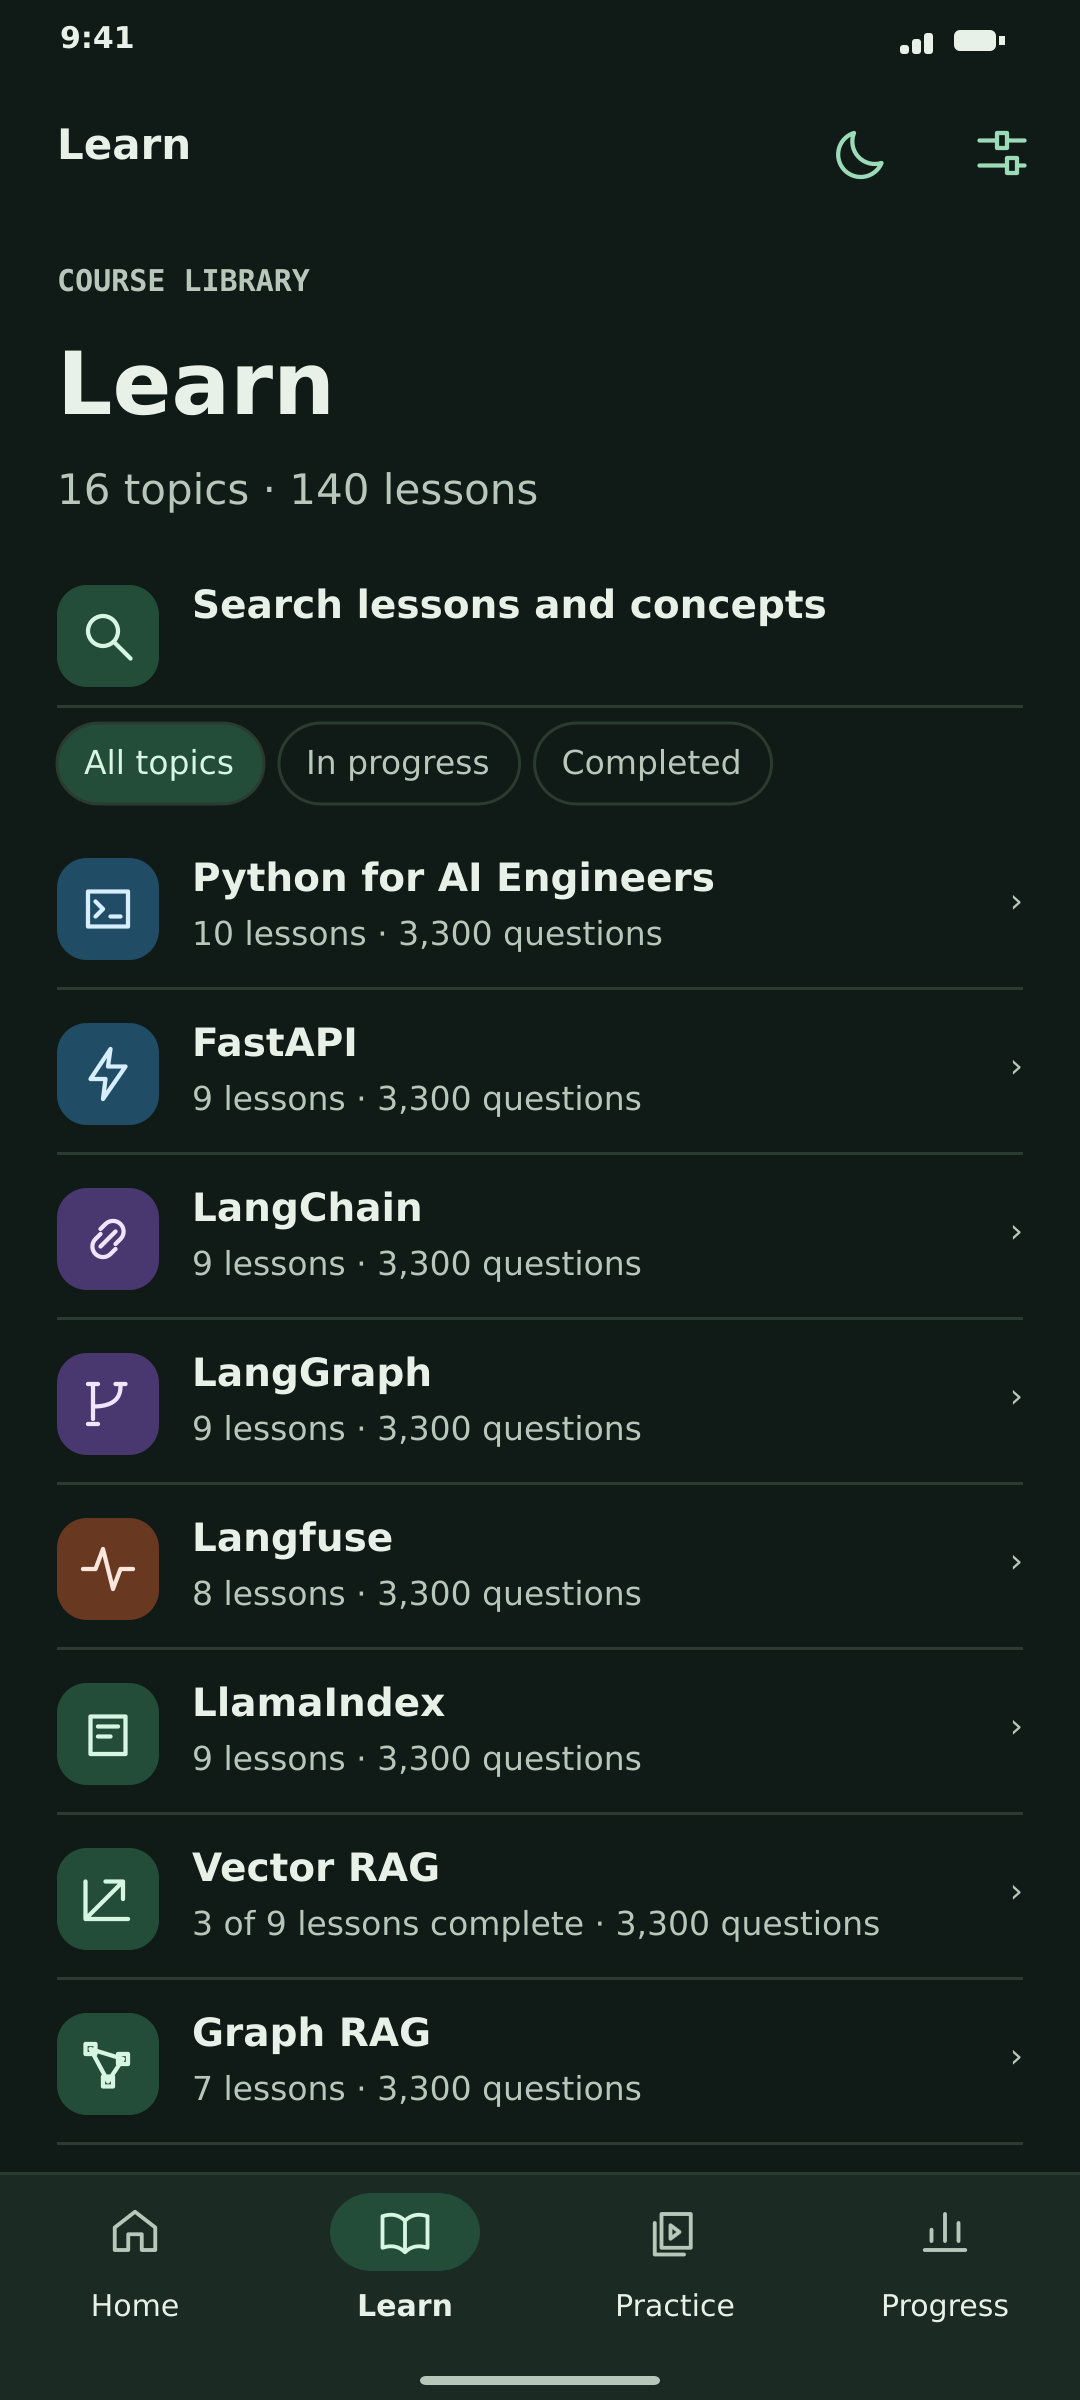 9:41
Learn
COURSE LIBRARY
Learn
16 topics · 140 lessons
Search lessons and concepts
All topics
In progress
Completed
Python for AI Engineers
10 lessons · 3,300 questions
FastAPI
9 lessons · 3,300 questions
LangChain
9 lessons · 3,300 questions
LangGraph
9 lessons · 3,300 questions
Langfuse
8 lessons · 3,300 questions
LlamaIndex
9 lessons · 3,300 questions
Vector RAG
3 of 9 lessons complete · 3,300 questions
Graph RAG
7 lessons · 3,300 questions
Home
Learn
Practice
Progress